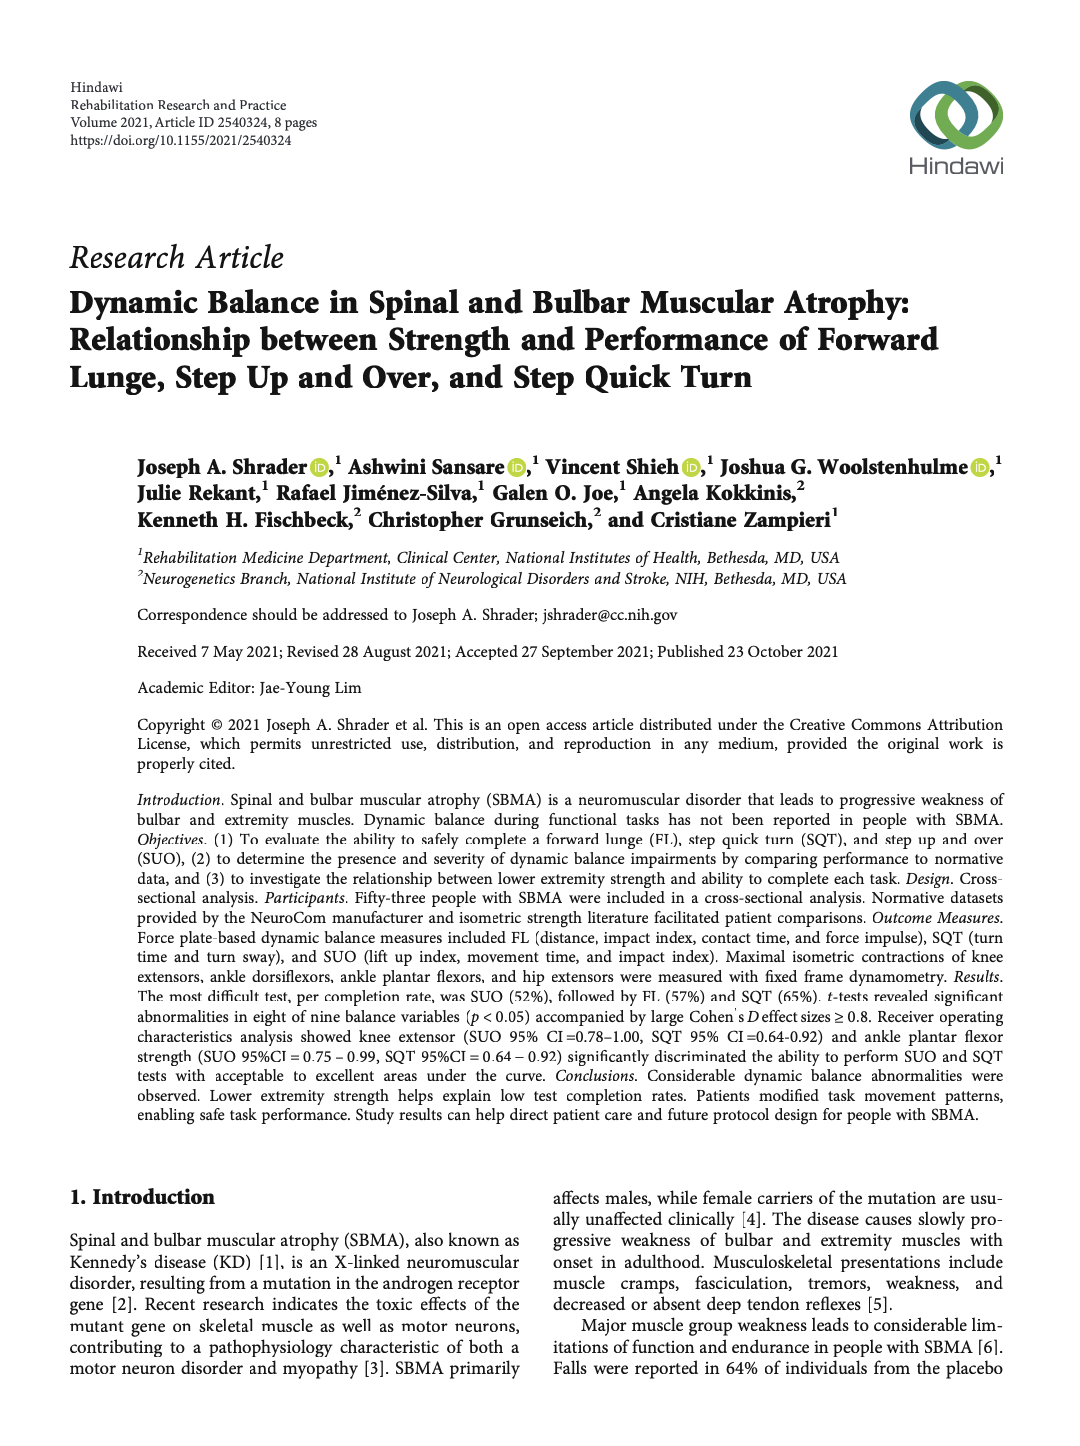 Hindawi
Rehabilitation Research and Practice
Volume 2021, Article ID 2540324, 8 pages
https://doi.org/10.1155/2021/2540324
Hindawi
Research Article
Dynamic Balance in Spinal and Bulbar Muscular Atrophy:
Relationship between Strength and Performance of Forward
Lunge, Step Up and Over, and Step Quick Turn
Joseph A. Shrader iD,1 Ashwini Sansare iD,1 Vincent Shieh iD,1 Joshua G. Woolstenhulme iD,1
Julie Rekant,1 Rafael Jiménez-Silva,1 Galen O. Joe,1 Angela Kokkinis,2
Kenneth H. Fischbeck,2 Christopher Grunseich,2 and Cristiane Zampieri1
1Rehabilitation Medicine Department, Clinical Center, National Institutes of Health, Bethesda, MD, USA
2Neurogenetics Branch, National Institute of Neurological Disorders and Stroke, NIH, Bethesda, MD, USA
Correspondence should be addressed to Joseph A. Shrader; jshrader@cc.nih.gov
Received 7 May 2021; Revised 28 August 2021; Accepted 27 September 2021; Published 23 October 2021
Academic Editor: Jae-Young Lim
Copyright © 2021 Joseph A. Shrader et al. This is an open access article distributed under the Creative Commons Attribution
License, which permits unrestricted use, distribution, and reproduction in any medium, provided the original work is
properly cited.
Introduction. Spinal and bulbar muscular atrophy (SBMA) is a neuromuscular disorder that leads to progressive weakness of
bulbar and extremity muscles. Dynamic balance during functional tasks has not been reported in people with SBMA.
Objectives. (1) To evaluate the ability to safely complete a forward lunge (FL), step quick turn (SQT), and step up and over
(SUO), (2) to determine the presence and severity of dynamic balance impairments by comparing performance to normative
data, and (3) to investigate the relationship between lower extremity strength and ability to complete each task. Design. Cross-
sectional analysis. Participants. Fifty-three people with SBMA were included in a cross-sectional analysis. Normative datasets
provided by the NeuroCom manufacturer and isometric strength literature facilitated patient comparisons. Outcome Measures.
Force plate-based dynamic balance measures included FL (distance, impact index, contact time, and force impulse), SQT (turn
time and turn sway), and SUO (lift up index, movement time, and impact index). Maximal isometric contractions of knee
extensors, ankle dorsiflexors, ankle plantar flexors, and hip extensors were measured with fixed frame dynamometry. Results.
The most difficult test, per completion rate, was SUO (52%), followed by FL (57%) and SQT (65%). t-tests revealed significant
abnormalities in eight of nine balance variables (p < 0.05) accompanied by large Cohen's D effect sizes ≥ 0.8. Receiver operating
characteristics analysis showed knee extensor (SUO 95% CI =0.78–1.00, SQT 95% CI =0.64-0.92) and ankle plantar flexor
strength (SUO 95%CI = 0.75 – 0.99, SQT 95%CI = 0.64 – 0.92) significantly discriminated the ability to perform SUO and SQT
tests with acceptable to excellent areas under the curve. Conclusions. Considerable dynamic balance abnormalities were
observed. Lower extremity strength helps explain low test completion rates. Patients modified task movement patterns,
enabling safe task performance. Study results can help direct patient care and future protocol design for people with SBMA.
1. Introduction
Spinal and bulbar muscular atrophy (SBMA), also known as
Kennedy's disease (KD) [1], is an X-linked neuromuscular
disorder, resulting from a mutation in the androgen receptor
gene [2]. Recent research indicates the toxic effects of the
mutant gene on skeletal muscle as well as motor neurons,
contributing to a pathophysiology characteristic of both a
motor neuron disorder and myopathy [3]. SBMA primarily
affects males, while female carriers of the mutation are usu-
ally unaffected clinically [4]. The disease causes slowly pro-
gressive weakness of bulbar and extremity muscles with
onset in adulthood. Musculoskeletal presentations include
muscle cramps, fasciculation, tremors, weakness, and
decreased or absent deep tendon reflexes [5].
Major muscle group weakness leads to considerable lim-
itations of function and endurance in people with SBMA [6].
Falls were reported in 64% of individuals from the placebo